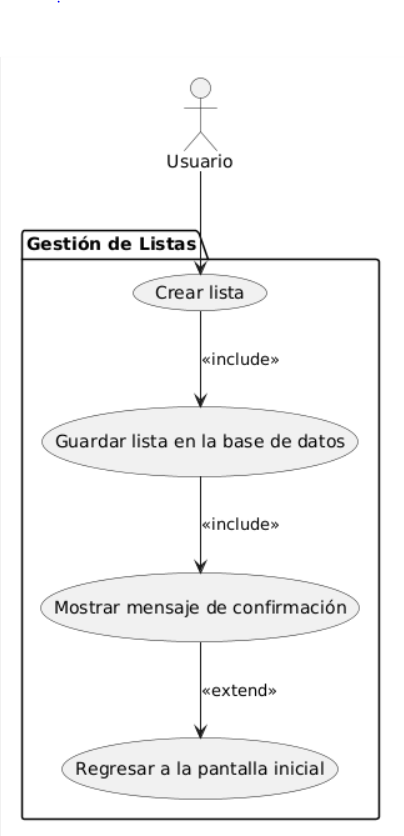 Usuario
Gestión de Listas
Crear lista
«include»
Guardar lista en la base de datos
«include»
Mostrar mensaje de confirmación
«extend»
Regresar a la pantalla inicial